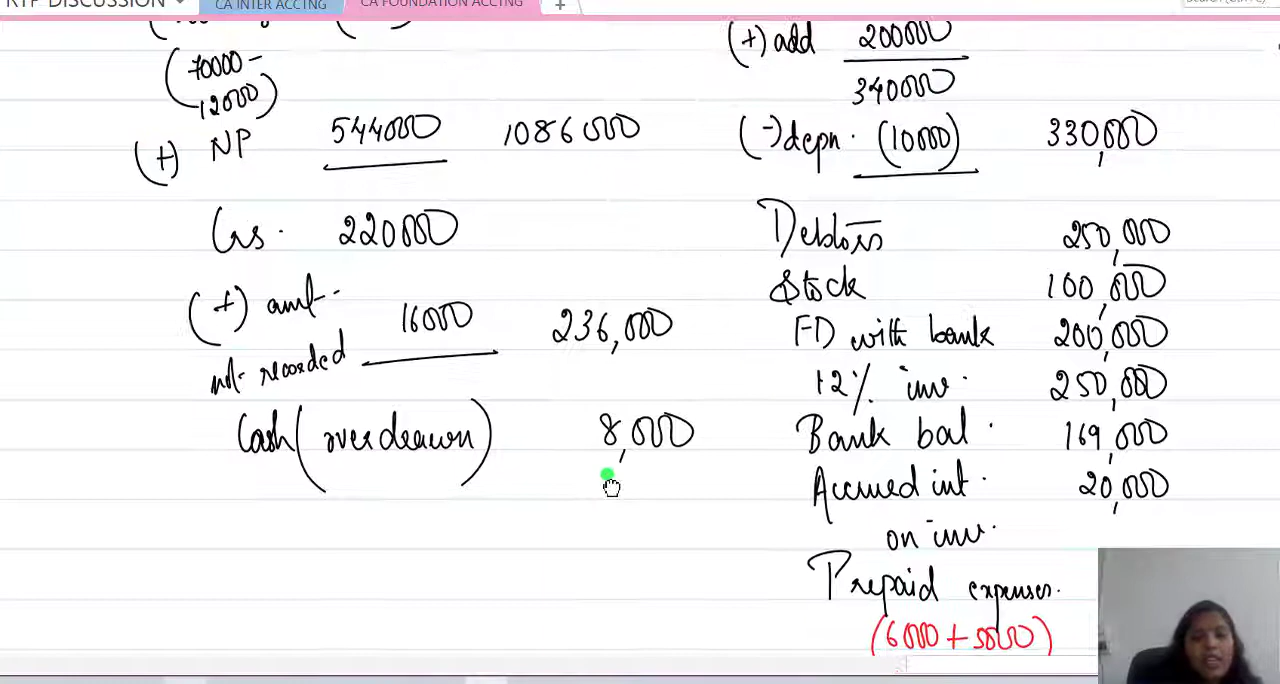 RTP DISCUSSION
CA INTER ACCTNG
CA FOUNDATION ACCTNG
+
(70000 -
12000)
(+) NP 544000 1086000
Crs. 220000
(+) amt. 16000 236,000
not recorded
Cash (overdrawn) 8,000
(+) add 200000
340000
(-) depn. (10000) 330,000
Debtors 250,000
Stock 100,000
FD with bank 200,000
12% inv. 250,000
Bank bal. 169,000
Accrued int. 20,000
on inv.
Prepaid expenses.
(6000 + 5000)